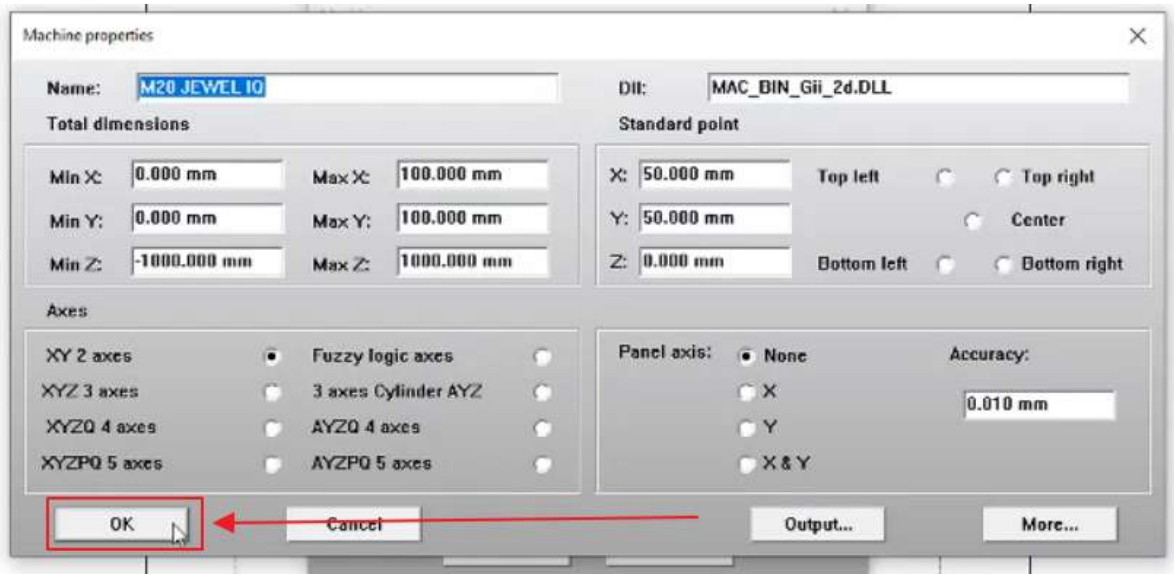 Machine properties
Name: M20 JEWEL IQ Dll: MAC_BIN_Gii_2d.DLL
Total dimensions Standard point
Min X: 0.000 mm Max X: 100.000 mm X: 50.000 mm Top left Top right
Min Y: 0.000 mm Max Y: 100.000 mm Y: 50.000 mm Center
Min Z: -1000.000 mm Max Z: 1000.000 mm Z: 0.000 mm Bottom left Bottom right
Axes
XY 2 axes Fuzzy logic axes Panel axis: None Accuracy:
XYZ 3 axes 3 axes Cylinder AYZ X 0.010 mm
XYZQ 4 axes AYZQ 4 axes Y
XYZPQ 5 axes AYZPQ 5 axes X & Y
OK Cancel Output... More...